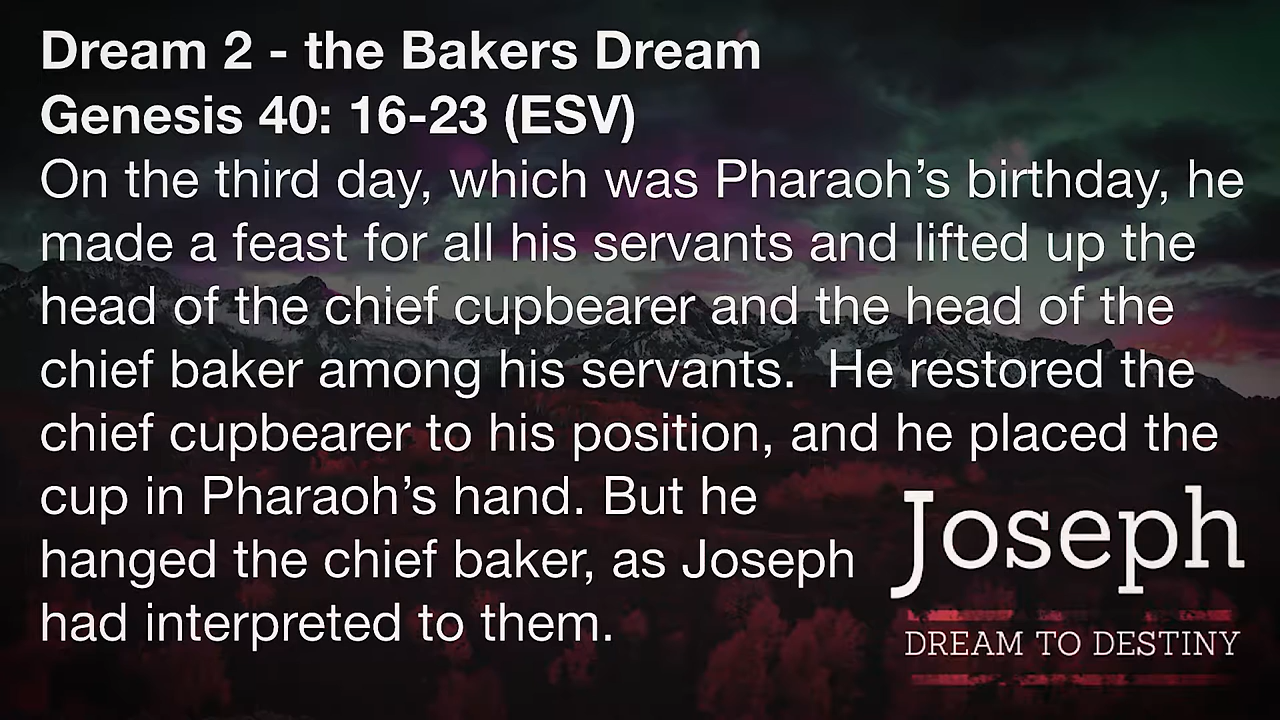 Dream 2 - the Bakers Dream
Genesis 40: 16-23 (ESV)
On the third day, which was Pharaoh’s birthday, he
made a feast for all his servants and lifted up the
head of the chief cupbearer and the head of the
chief baker among his servants.  He restored the
chief cupbearer to his position, and he placed the
cup in Pharaoh’s hand. But he
hanged the chief baker, as Joseph
had interpreted to them.
Joseph
DREAM TO DESTINY